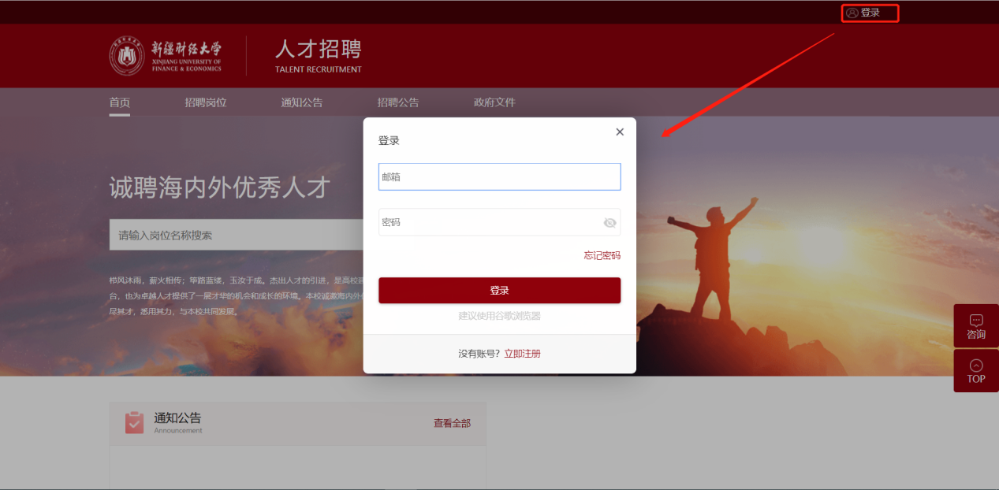 登录
新疆财经大学
XINJIANG UNIVERSITY OF
FINANCE & ECONOMICS
人才招聘
TALENT RECRUITMENT
首页 招聘岗位 通知公告 招聘公告 政府文件
登录
邮箱
诚聘海内外优秀人才
密码
请输入岗位名称搜索
忘记密码
栉风沐雨,薪火相传;筚路蓝缕,玉汝于成。杰出人才的引进,是高校
登录
台,也为卓越人才提供了一展才华的机会和成长的环境。本校诚邀海内外
尽其才,悉用其力,与本校共同发展。
建议使用谷歌浏览器
没有账号?立即注册
咨询
TOP
通知公告
Announcement
查看全部